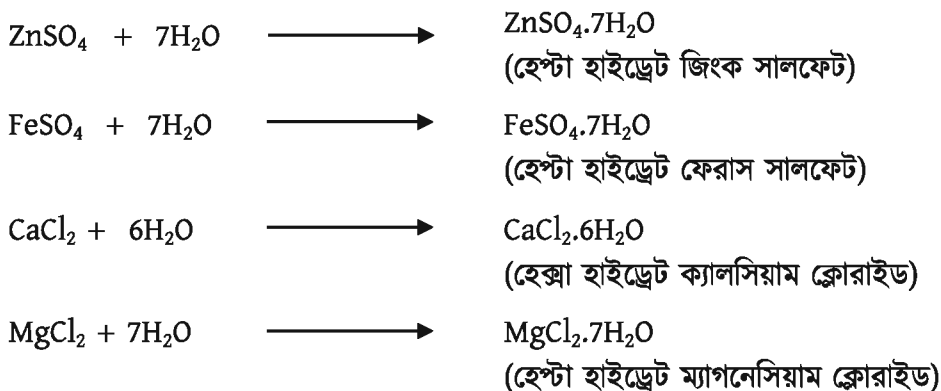 ZnSO₄ + 7H₂O ⟶ ZnSO₄.7H₂O
(হেপ্টা হাইড্রেট জিংক সালফেট)
FeSO₄ + 7H₂O ⟶ FeSO₄.7H₂O
(হেপ্টা হাইড্রেট ফেরাস সালফেট)
CaCl₂ + 6H₂O ⟶ CaCl₂.6H₂O
(হেক্সা হাইড্রেট ক্যালসিয়াম ক্লোরাইড)
MgCl₂ + 7H₂O ⟶ MgCl₂.7H₂O
(হেপ্টা হাইড্রেট ম্যাগনেসিয়াম ক্লোরাইড)